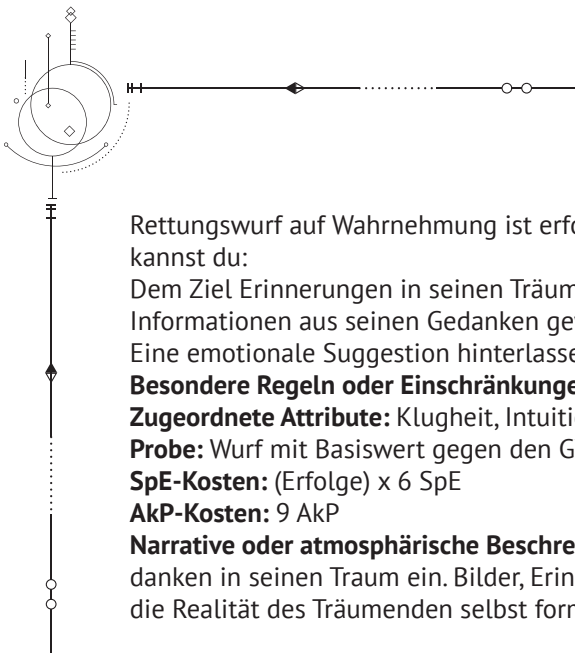 Rettungswurf auf Wahrnehmung ist erfo
kannst du:
Dem Ziel Erinnerungen in seinen Träum
Informationen aus seinen Gedanken ge
Eine emotionale Suggestion hinterlasse
Besondere Regeln oder Einschränkunge
Zugeordnete Attribute: Klugheit, Intuiti
Probe: Wurf mit Basiswert gegen den G
SpE-Kosten: (Erfolge) x 6 SpE
AkP-Kosten: 9 AkP
Narrative oder atmosphärische Beschre
danken in seinen Traum ein. Bilder, Erin
die Realität des Träumenden selbst for